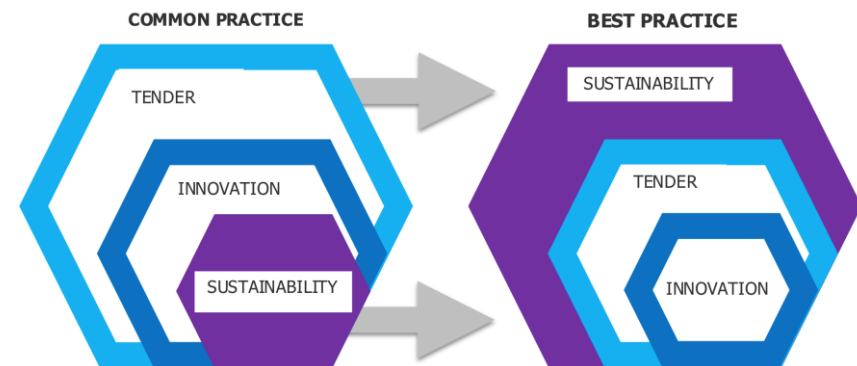 COMMON PRACTICE
TENDER
INNOVATION
SUSTAINABILITY
BEST PRACTICE
SUSTAINABILITY
TENDER
INNOVATION